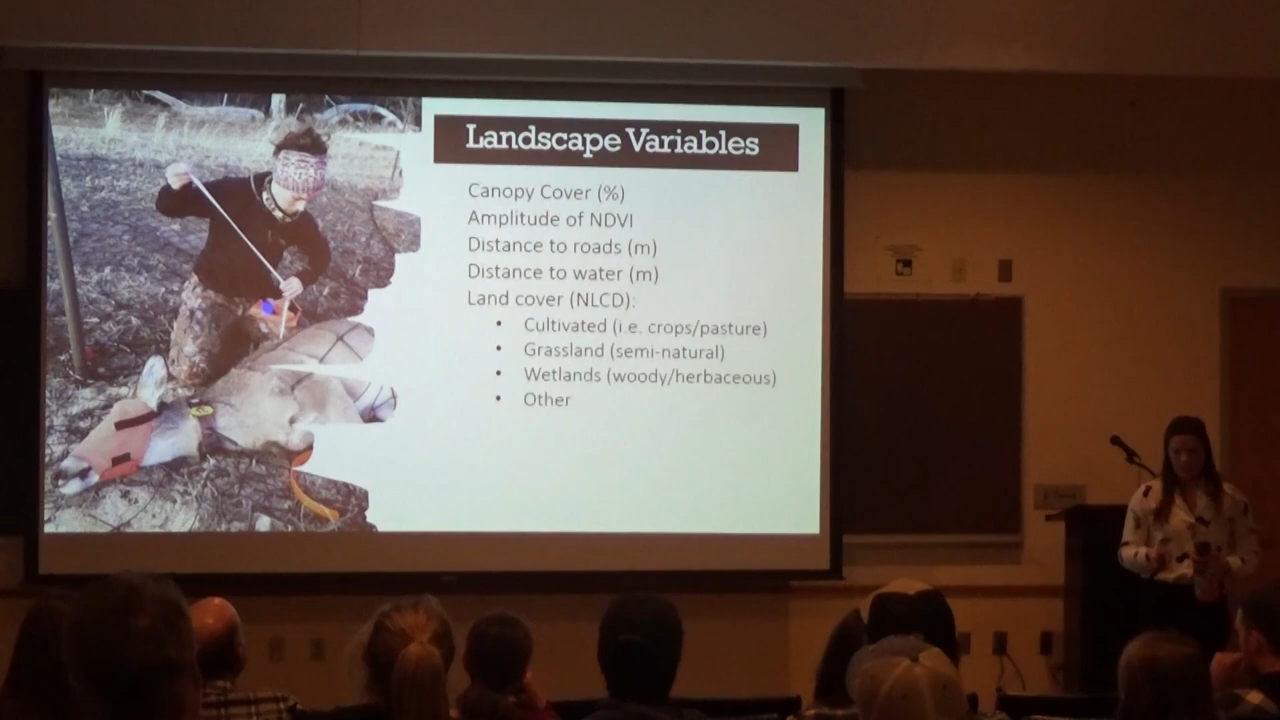 Landscape Variables
Canopy Cover (%)
Amplitude of NDVI
Distance to roads (m)
Distance to water (m)
Land cover (NLCD):
• Cultivated (i.e. crops/pasture)
• Grassland (semi-natural)
• Wetlands (woody/herbaceous)
• Other